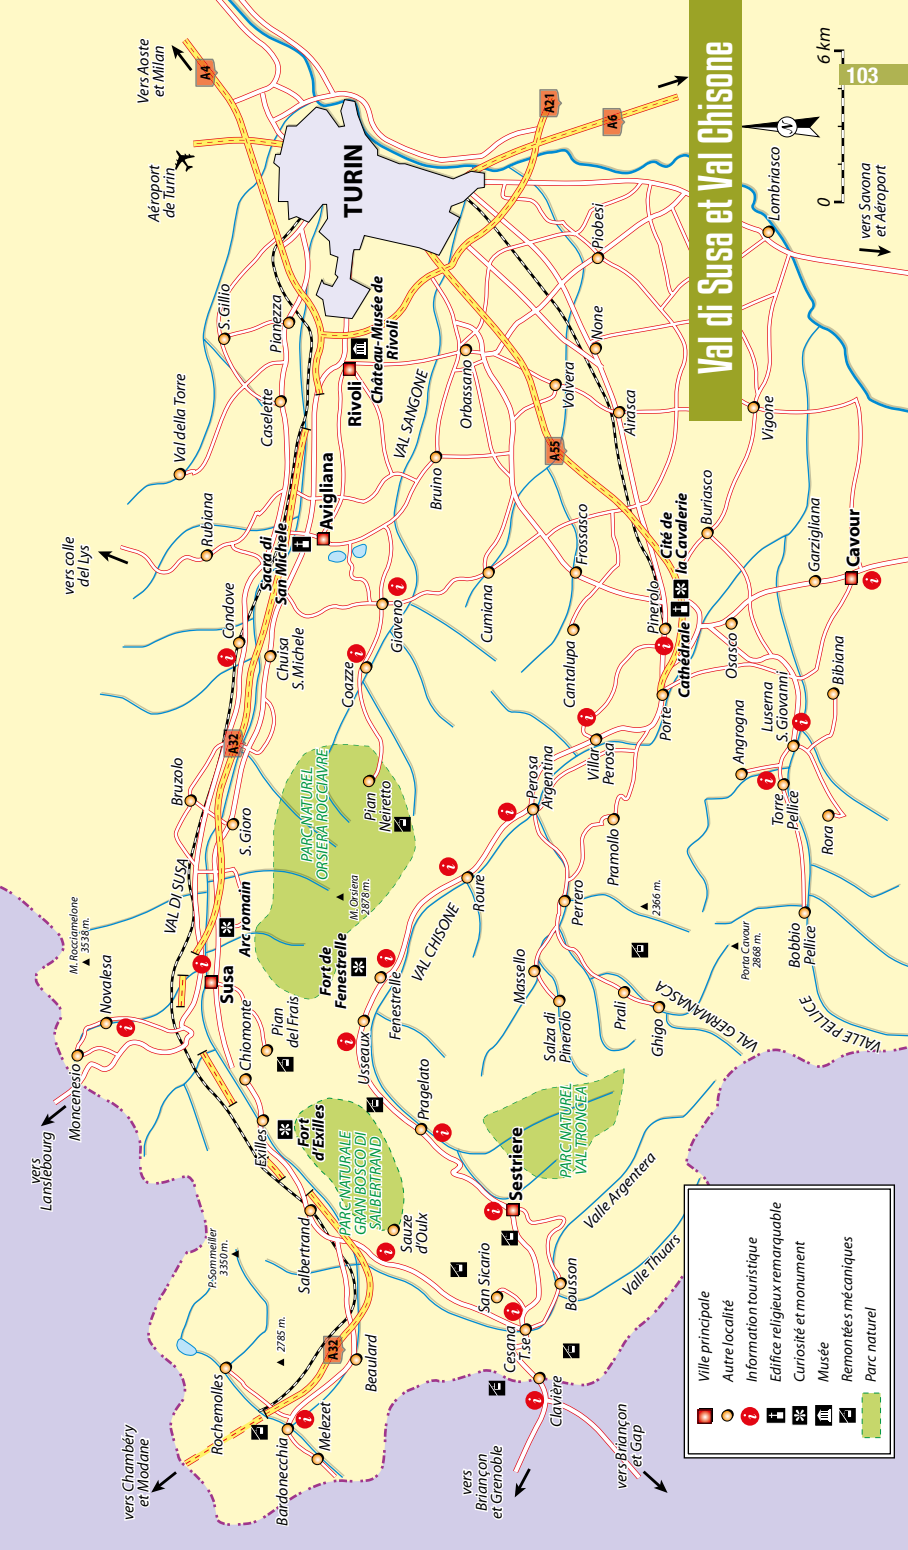 Val di Susa et Val Chisone
103
0
6 km
N
Vers Aoste
et Milan
Aéroport
de Turin
vers Savona
et Aéroport
vers colle
del Lys
vers
Lanslebourg
vers Chambéry
et Modane
vers
Briançon
et Grenoble
vers Briançon
et Gap
A4
A21
A6
A55
A32
A32
TURIN
S. Gillio
Pianezza
Val della Torre
Caselette
Rivoli
Château-Musée de
Rivoli
VAL SANGONE
Orbassano
Bruino
Volvera
None
Piobesi
Lombriasco
Airasca
Vigone
Rubiana
Avigliana
Sacra di
San Michele
Condove
Chuisa
S. Michele
Giaveno
Coazze
Cumiana
Frossasco
Cantalupa
Pinerolo
Cité de
la Cavalerie
Cathédrale
Buriasco
Garzigliana
Cavour
Osasco
Bibiana
Porte
Luserna
S. Giovanni
Angrogna
Torre
Pellice
Rora
Bobbio
Pellice
VALLE PELLICE
Villar
Perosa
Perosa
Argentina
Pramollo
Perrero
Pian
Neiretto
PARC NATUREL
ORSIERA ROCCIAVRE
M. Orsiera
2878 m.
Bruzolo
S. Gioro
VAL DI SUSA
Arc romain
Susa
M. Rocciamelone
3538 m.
Novalesa
Moncenesio
Chiomonte
Pian
del Frais
Exilles
Fort
d'Exilles
Fort de
Fenestrelle
Fenestrelle
Usseaux
Roure
VAL CHISONE
Pragelato
Massello
Salza di
Pinerolo
Prali
Ghigo
VAL GERMANASCA
2366 m.
Porta Cavour
2868 m.
PARC NATUREL
VAL TRONCEA
PARC NATURALE
GRAN BOSCO DI
SALBERTRAND
Salbertrand
Sauze
d'Oulx
Sestriere
San Sicario
Cesana
T.se
Bousson
Clavière
Valle Argentera
Valle Thuars
P. Sommeiller
3350 m.
2785 m.
Rochemolles
Beaulard
Bardonecchia
Melezet
Ville principale
Autre localité
Information touristique
Edifice religieux remarquable
Curiosité et monument
Musée
Remontées mécaniques
Parc naturel